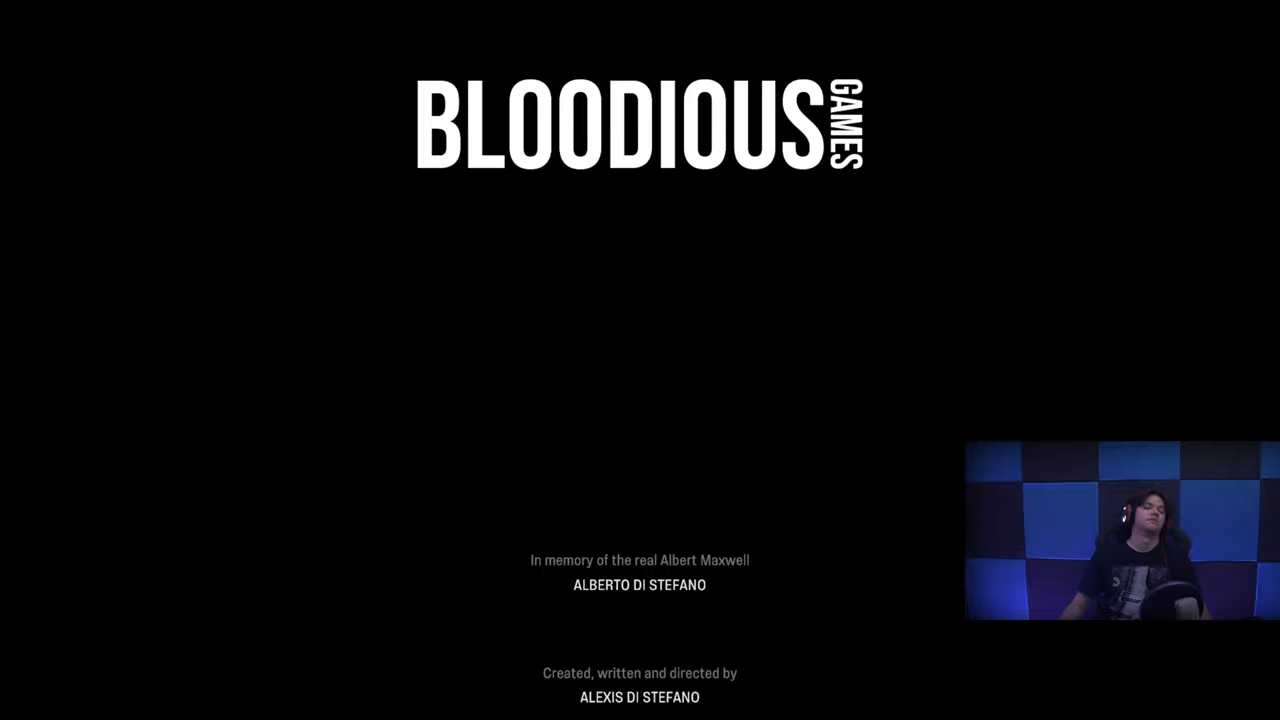 BLOODIOUS GAMES
In memory of the real Albert Maxwell
ALBERTO DI STEFANO
Created, written and directed by
ALEXIS DI STEFANO